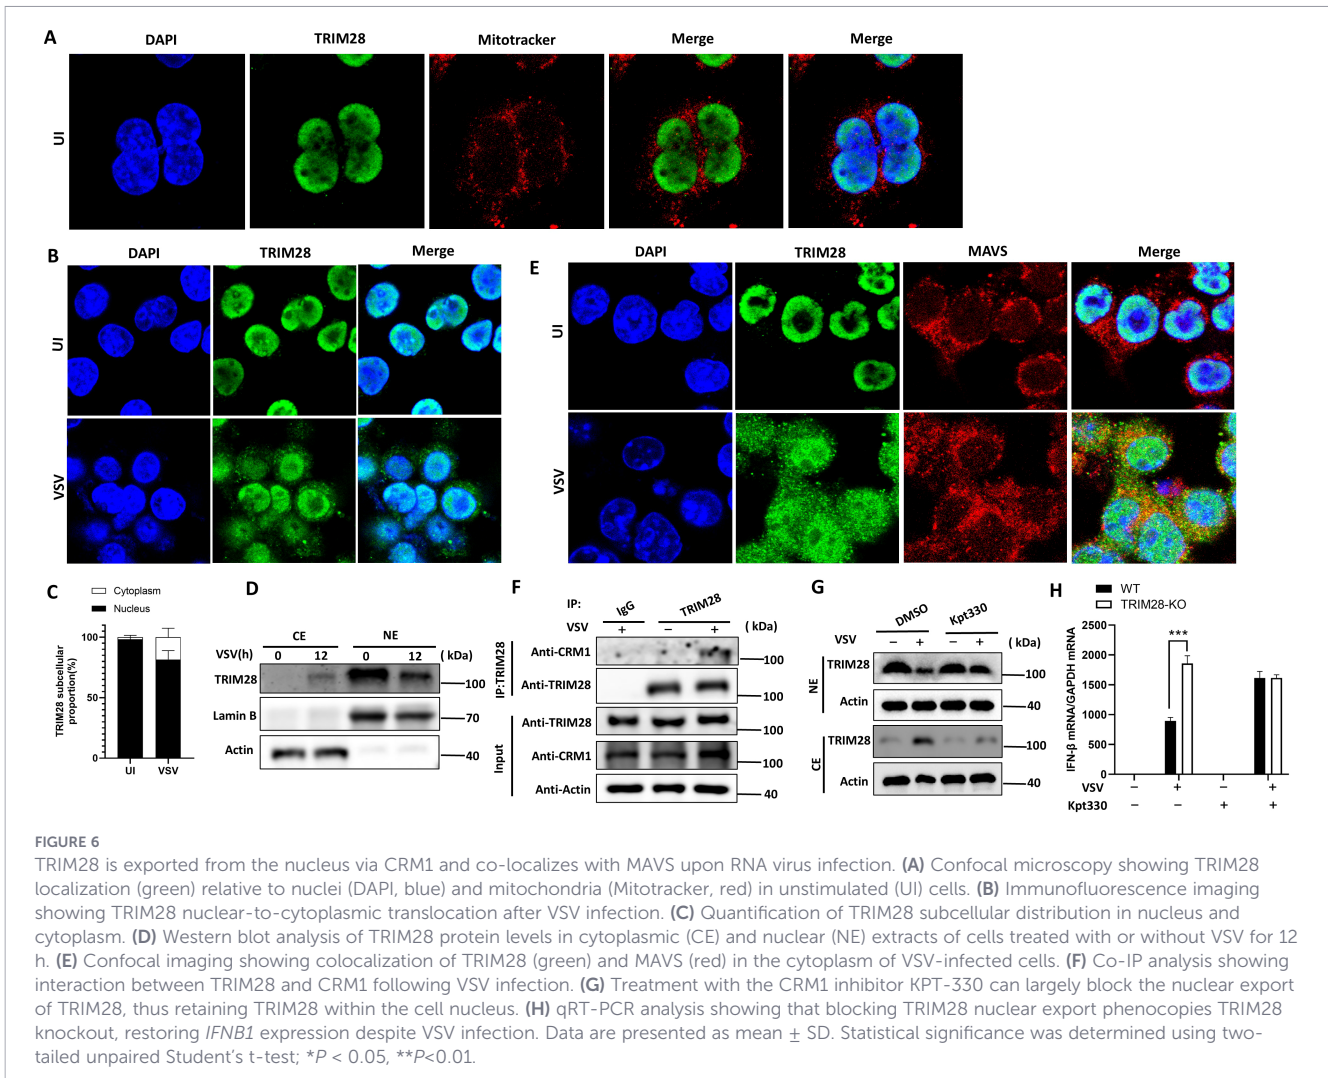 A
DAPI TRIM28 Mitotracker Merge Merge
UI
B
DAPI TRIM28 Merge
UI
VSV
E
DAPI TRIM28 MAVS Merge
UI
VSV
C
Cytoplasm
Nucleus
TRIM28 subcellular
proportion(%)
100
50
0
UI VSV
D
CE NE
VSV(h) 0 12 0 12 ( kDa)
TRIM28 100
Lamin B 70
Actin 40
F
IP: IgG TRIM28
VSV + − + ( kDa)
IP:TRIM28
Anti-CRM1 100
Anti-TRIM28 100
Input
Anti-TRIM28 100
Anti-CRM1 100
Anti-Actin 40
G
DMSO Kpt330
VSV − + − + ( kDa)
NE
TRIM28 100
Actin 40
CE
TRIM28 100
Actin 40
H
WT
TRIM28-KO
IFN-β mRNA/GAPDH mRNA
2500
2000
1500
1000
500
0
***
VSV − + − +
Kpt330 − − + +
FIGURE 6
TRIM28 is exported from the nucleus via CRM1 and co-localizes with MAVS upon RNA virus infection. (A) Confocal microscopy showing TRIM28
localization (green) relative to nuclei (DAPI, blue) and mitochondria (Mitotracker, red) in unstimulated (UI) cells. (B) Immunofluorescence imaging
showing TRIM28 nuclear-to-cytoplasmic translocation after VSV infection. (C) Quantification of TRIM28 subcellular distribution in nucleus and
cytoplasm. (D) Western blot analysis of TRIM28 protein levels in cytoplasmic (CE) and nuclear (NE) extracts of cells treated with or without VSV for 12
h. (E) Confocal imaging showing colocalization of TRIM28 (green) and MAVS (red) in the cytoplasm of VSV-infected cells. (F) Co-IP analysis showing
interaction between TRIM28 and CRM1 following VSV infection. (G) Treatment with the CRM1 inhibitor KPT-330 can largely block the nuclear export
of TRIM28, thus retaining TRIM28 within the cell nucleus. (H) qRT-PCR analysis showing that blocking TRIM28 nuclear export phenocopies TRIM28
knockout, restoring IFNB1 expression despite VSV infection. Data are presented as mean ± SD. Statistical significance was determined using two-
tailed unpaired Student's t-test; *P < 0.05, **P<0.01.